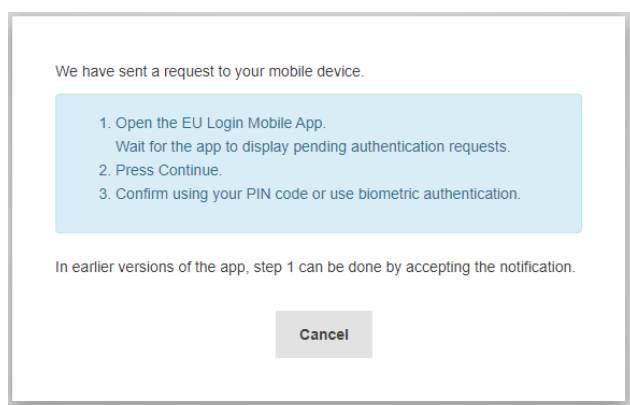 We have sent a request to your mobile device.
1. Open the EU Login Mobile App.
Wait for the app to display pending authentication requests.
2. Press Continue.
3. Confirm using your PIN code or use biometric authentication.
In earlier versions of the app, step 1 can be done by accepting the notification.
Cancel